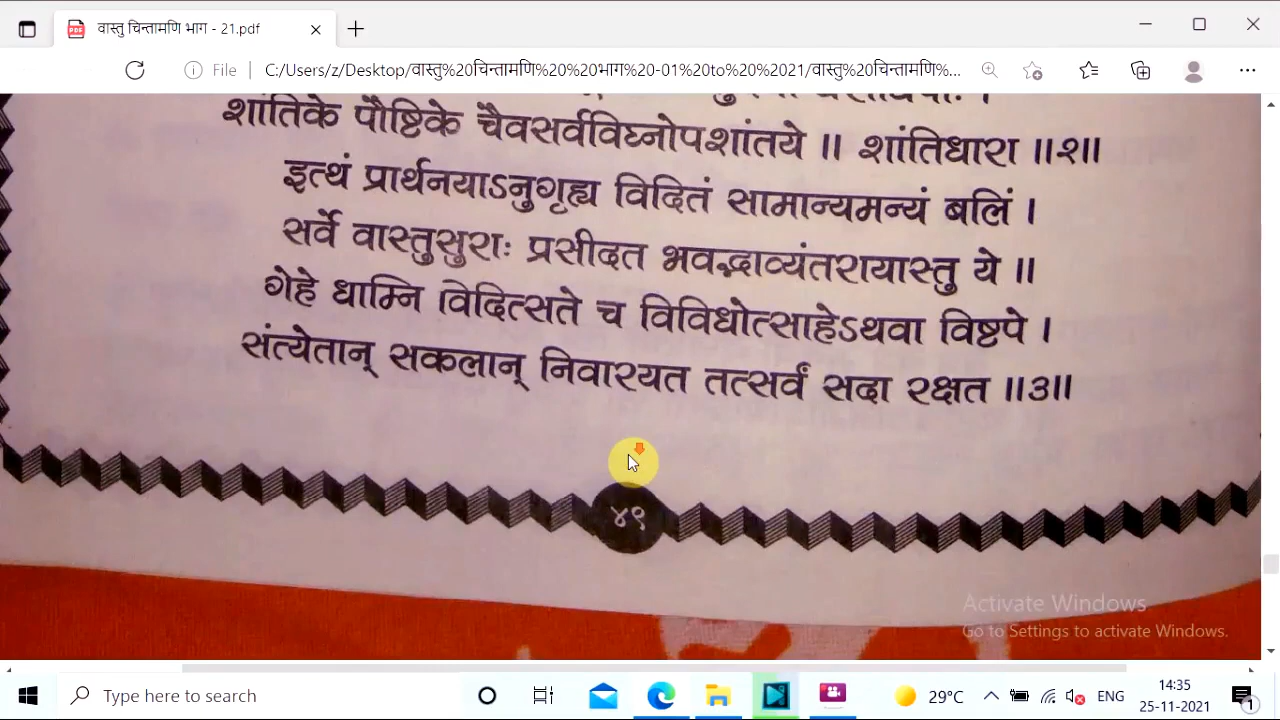 वास्तु चिन्तामणि भाग - 21.pdf
File
C:/Users/z/Desktop/वास्तु%20चिन्तामणि%20%20भाग%20-01%20to%20%2021/वास्तु%20चिन्तामणि%...
शांतिके पौष्टिके चैवसर्वविघ्नोपशांतये ॥ शांतिधारा ॥२॥
इत्थं प्रार्थनयाऽनुगृह्य विदितं सामान्यमन्यं बलिं ।
सर्वे वास्तुसुराः प्रसीदत भवद्भाव्यंतरायास्तु ये ॥
गेहे धाम्नि विदित्सते च विविधोत्साहेऽथवा विष्टपे ।
संत्येतान् सकलान् निवारयत तत्सर्वं सदा रक्षत ॥३॥
४९
Activate Windows
Go to Settings to activate Windows.
Type here to search
29°C
ENG
14:35
25-11-2021
1